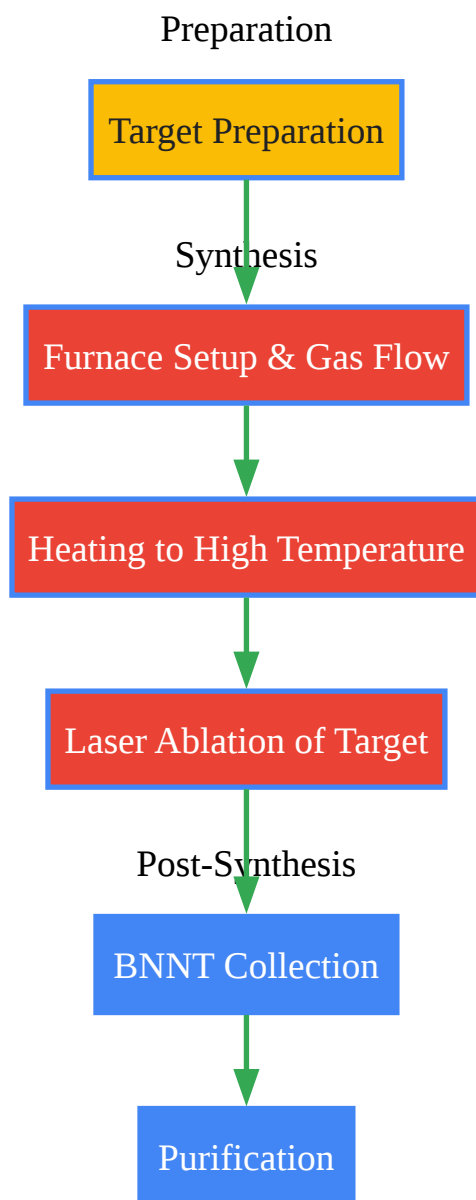 Preparation
Target Preparation
Synthesis
Furnace Setup & Gas Flow
Heating to High Temperature
Laser Ablation of Target
Post-Synthesis
BNNT Collection
Purification